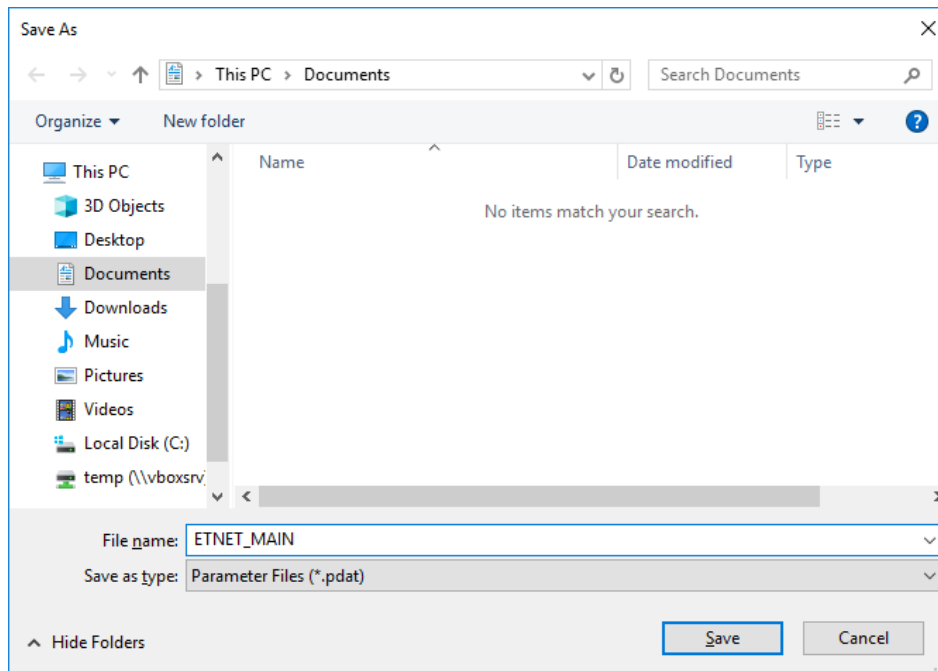 Save As
This PC > Documents
Search Documents
Organize
New folder
Name
Date modified
Type
No items match your search.
This PC
3D Objects
Desktop
Documents
Downloads
Music
Pictures
Videos
Local Disk (C:)
temp (\\vboxsrv)
File name: ETNET_MAIN
Save as type: Parameter Files (*.pdat)
Hide Folders
Save
Cancel